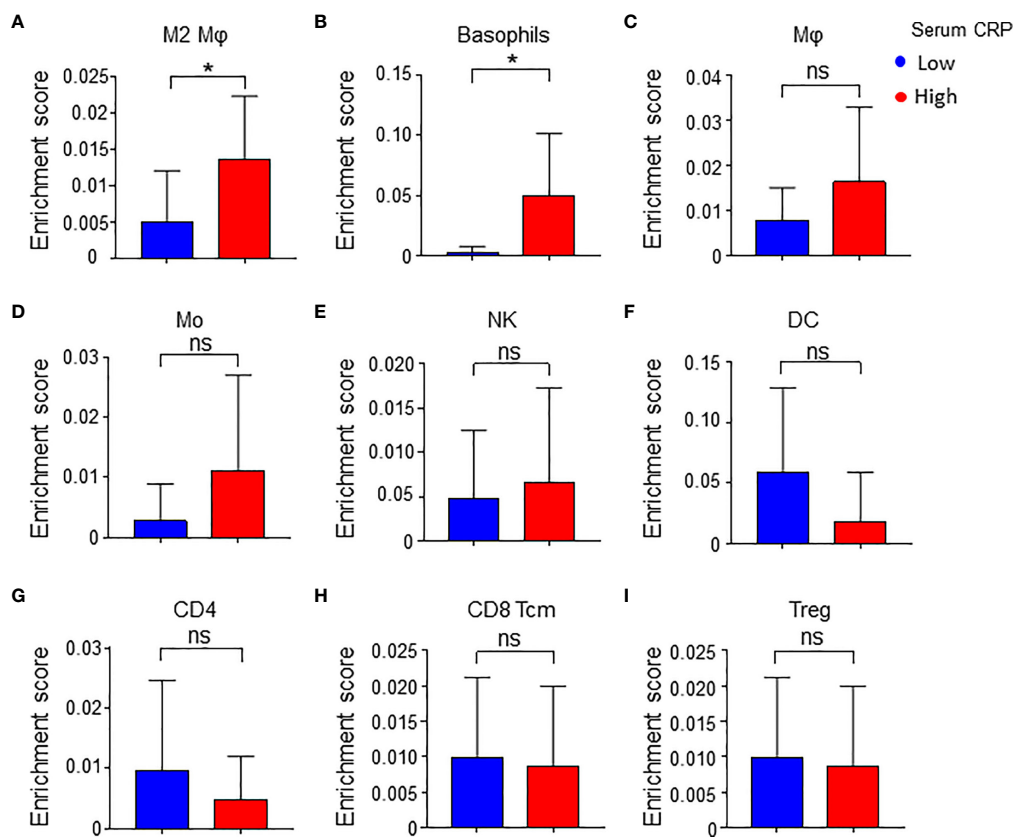 A
M2 Mφ
*
Enrichment score
0.025
0.02
0.015
0.01
0.005
0
B
Basophils
*
Enrichment score
0.15
0.10
0.05
0
C
Mφ
ns
Enrichment score
0.04
0.03
0.02
0.01
0
Serum CRP
Low
High
D
Mo
ns
Enrichment score
0.03
0.02
0.01
0
E
NK
ns
Enrichment score
0.020
0.015
0.010
0.05
0
F
DC
ns
Enrichment score
0.15
0.10
0.05
0
G
CD4
ns
Enrichment score
0.03
0.02
0.01
0
H
CD8 Tcm
ns
Enrichment score
0.025
0.020
0.015
0.010
0.005
0
I
Treg
ns
Enrichment score
0.025
0.020
0.015
0.010
0.005
0